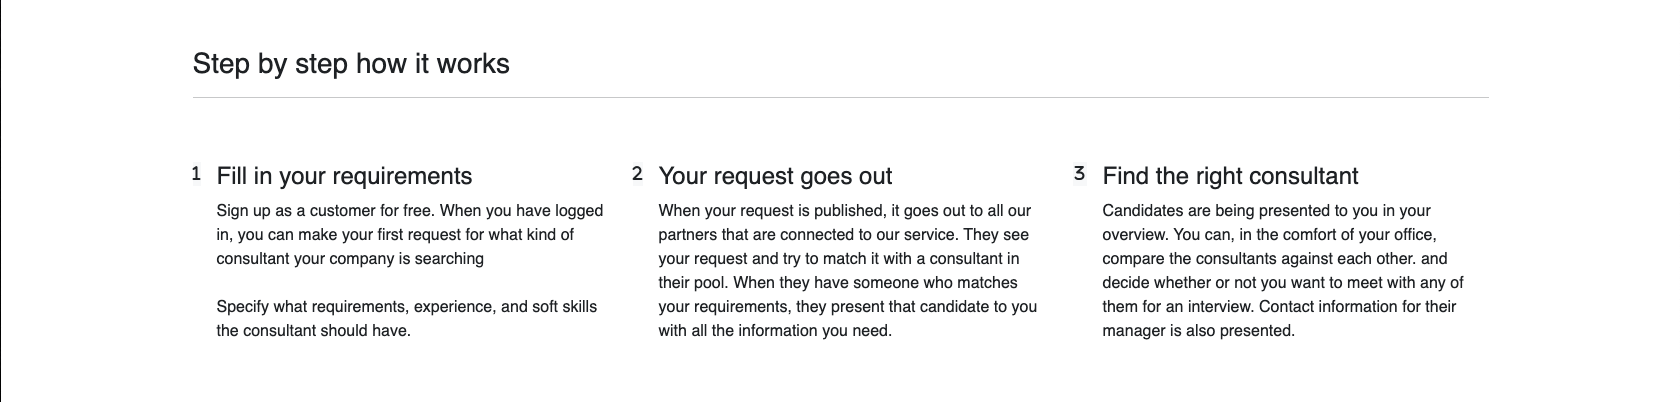 Step by step how it works
1 Fill in your requirements
Sign up as a customer for free. When you have logged
in, you can make your first request for what kind of
consultant your company is searching
Specify what requirements, experience, and soft skills
the consultant should have.
2 Your request goes out
When your request is published, it goes out to all our
partners that are connected to our service. They see
your request and try to match it with a consultant in
their pool. When they have someone who matches
your requirements, they present that candidate to you
with all the information you need.
3 Find the right consultant
Candidates are being presented to you in your
overview. You can, in the comfort of your office,
compare the consultants against each other. and
decide whether or not you want to meet with any of
them for an interview. Contact information for their
manager is also presented.